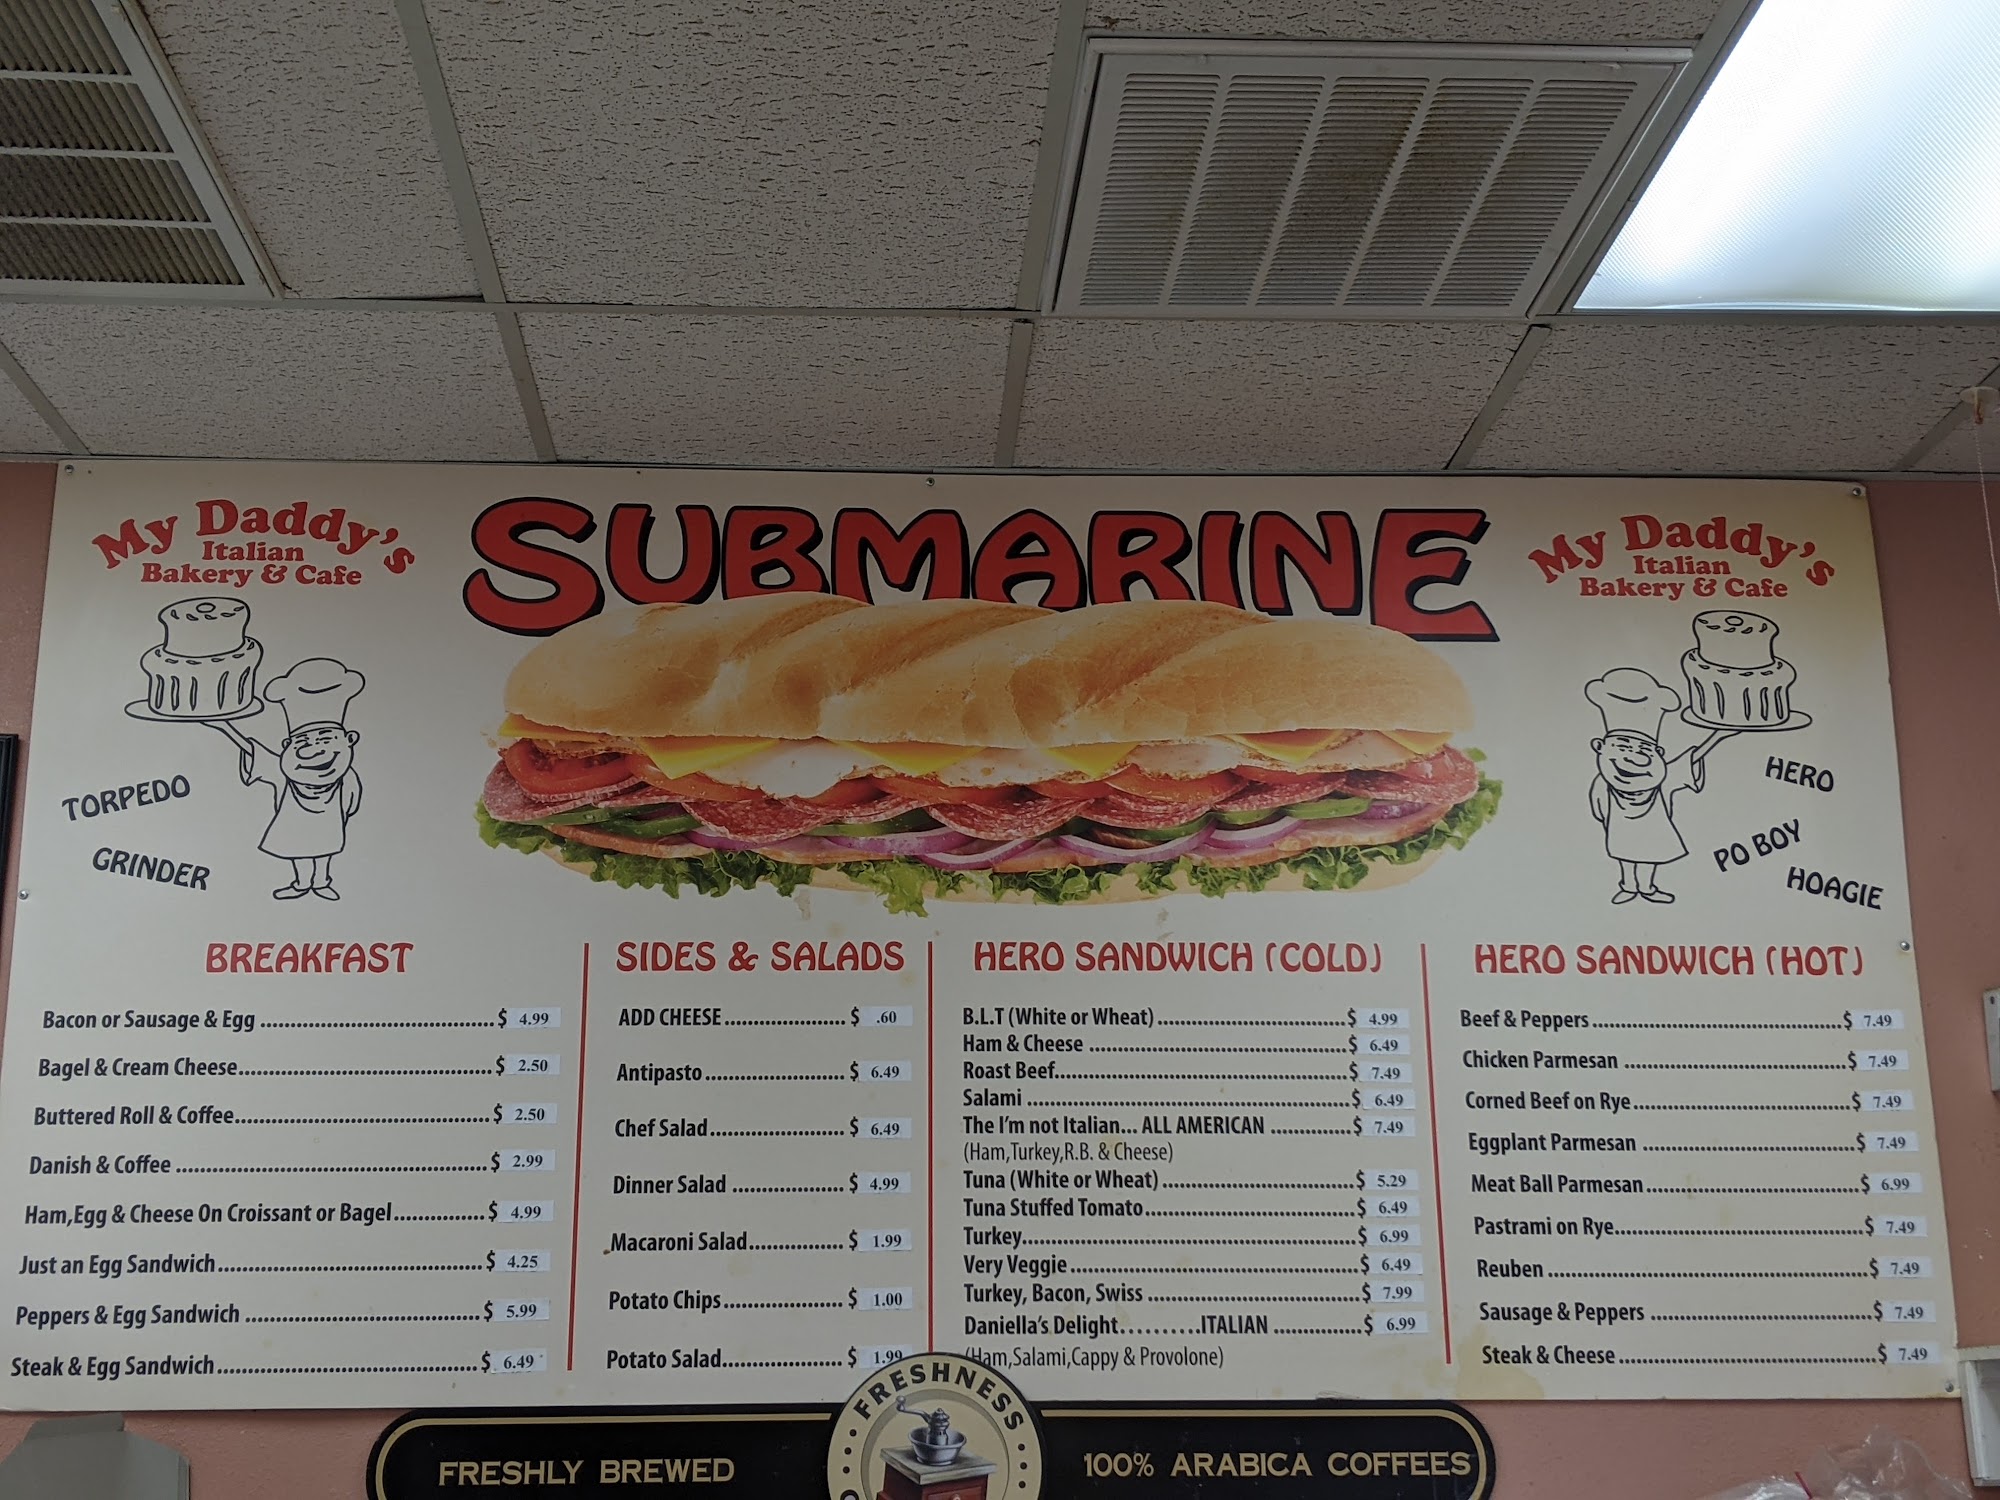 My Daddy's
Italian
Bakery & Cafe
SUBMARINE
My Daddy's
Italian
Bakery & Cafe
TORPEDO
GRINDER
HERO
PO BOY
HOAGIE
BREAKFAST
Bacon or Sausage & Egg ........ $ 4.99
Bagel & Cream Cheese ........ $ 2.50
Buttered Roll & Coffee ........ $ 2.50
Danish & Coffee ........ $ 2.99
Ham,Egg & Cheese On Croissant or Bagel ........ $ 4.99
Just an Egg Sandwich ........ $ 4.25
Peppers & Egg Sandwich ........ $ 5.99
Steak & Egg Sandwich ........ $ 6.49
SIDES & SALADS
ADD CHEESE ........ $ .60
Antipasto ........ $ 6.49
Chef Salad ........ $ 6.49
Dinner Salad ........ $ 4.99
Macaroni Salad ........ $ 1.99
Potato Chips ........ $ 1.00
Potato Salad ........ $ 1.99
HERO SANDWICH (COLD)
B.L.T (White or Wheat) ........ $ 4.99
Ham & Cheese ........ $ 6.49
Roast Beef ........ $ 7.49
Salami ........ $ 6.49
The I'm not Italian... ALL AMERICAN ........ $ 7.49
(Ham,Turkey,R.B. & Cheese)
Tuna (White or Wheat) ........ $ 5.29
Tuna Stuffed Tomato ........ $ 6.49
Turkey ........ $ 6.99
Very Veggie ........ $ 6.49
Turkey, Bacon, Swiss ........ $ 7.99
Daniella's Delight..........ITALIAN ........ $ 6.99
(Ham,Salami,Cappy & Provolone)
HERO SANDWICH (HOT)
Beef & Peppers ........ $ 7.49
Chicken Parmesan ........ $ 7.49
Corned Beef on Rye ........ $ 7.49
Eggplant Parmesan ........ $ 7.49
Meat Ball Parmesan ........ $ 6.99
Pastrami on Rye ........ $ 7.49
Reuben ........ $ 7.49
Sausage & Peppers ........ $ 7.49
Steak & Cheese ........ $ 7.49
FRESHNESS
FRESHLY BREWED
100% ARABICA COFFEES